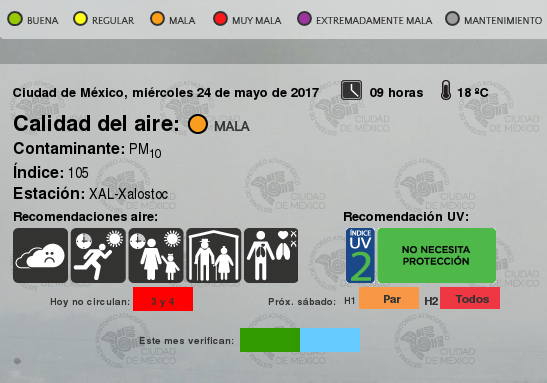 BUENA REGULAR MALA MUY MALA EXTREMADAMENTE MALA MANTENIMIENTO
Ciudad de México, miércoles 24 de mayo de 2017 09 horas 18 ºC
Calidad del aire: MALA
Contaminante: PM10
Índice: 105
Estación: XAL-Xalostoc
Recomendaciones aire: Recomendación UV:
ÍNDICE
UV
2
NO NECESITA
PROTECCIÓN
Hoy no circulan: 3 y 4 Próx. sábado: H1 Par H2 Todos
Este mes verifican:
CIUDAD
DE MÉXICO